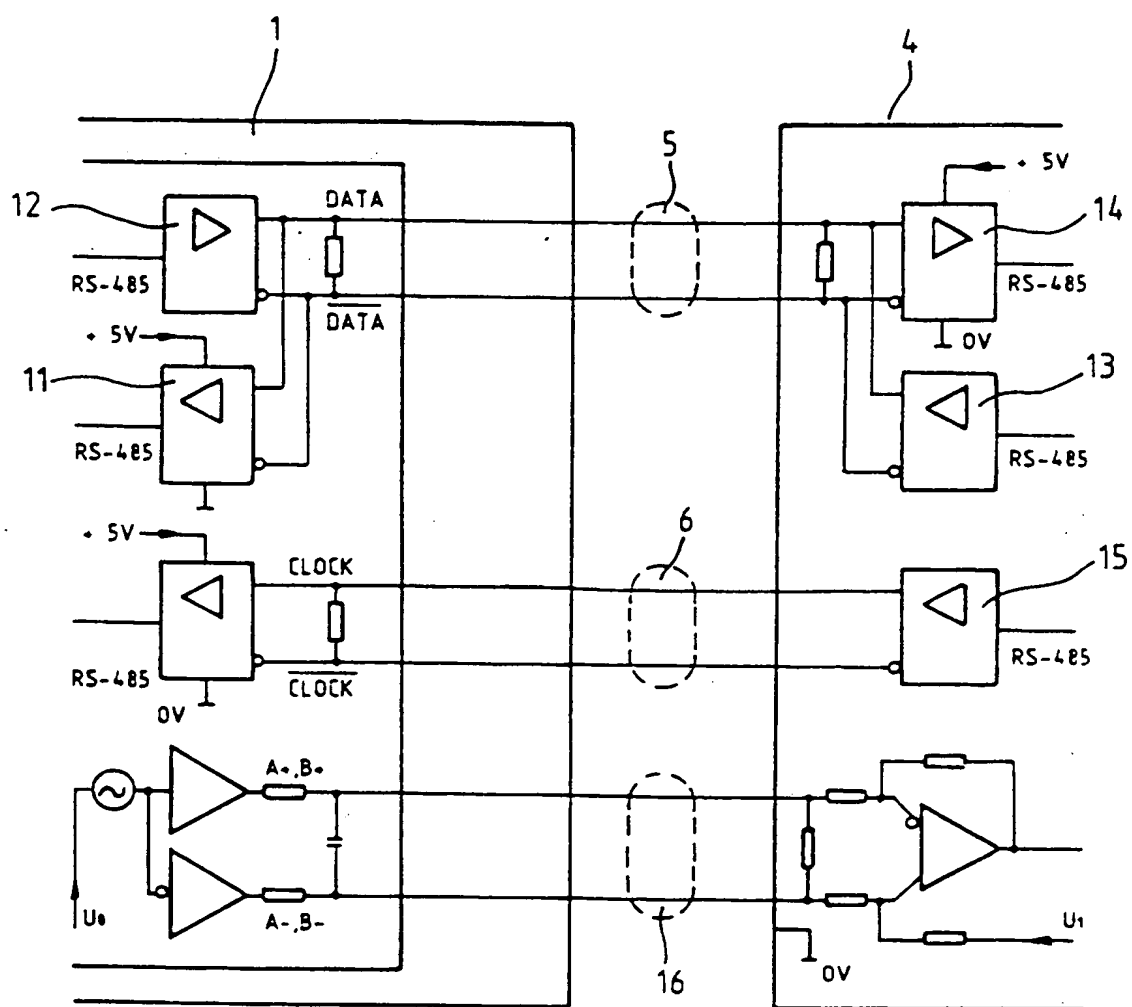 1
4
5
+ 5V
12
DATA
14
RS-485
RS-485
DATA
+ 5V
0V
11
13
RS-485
RS-485
+ 5V
6
CLOCK
15
RS-485
CLOCK
RS-485
0V
A+,B+
U0
A-,B-
16
0V
U1